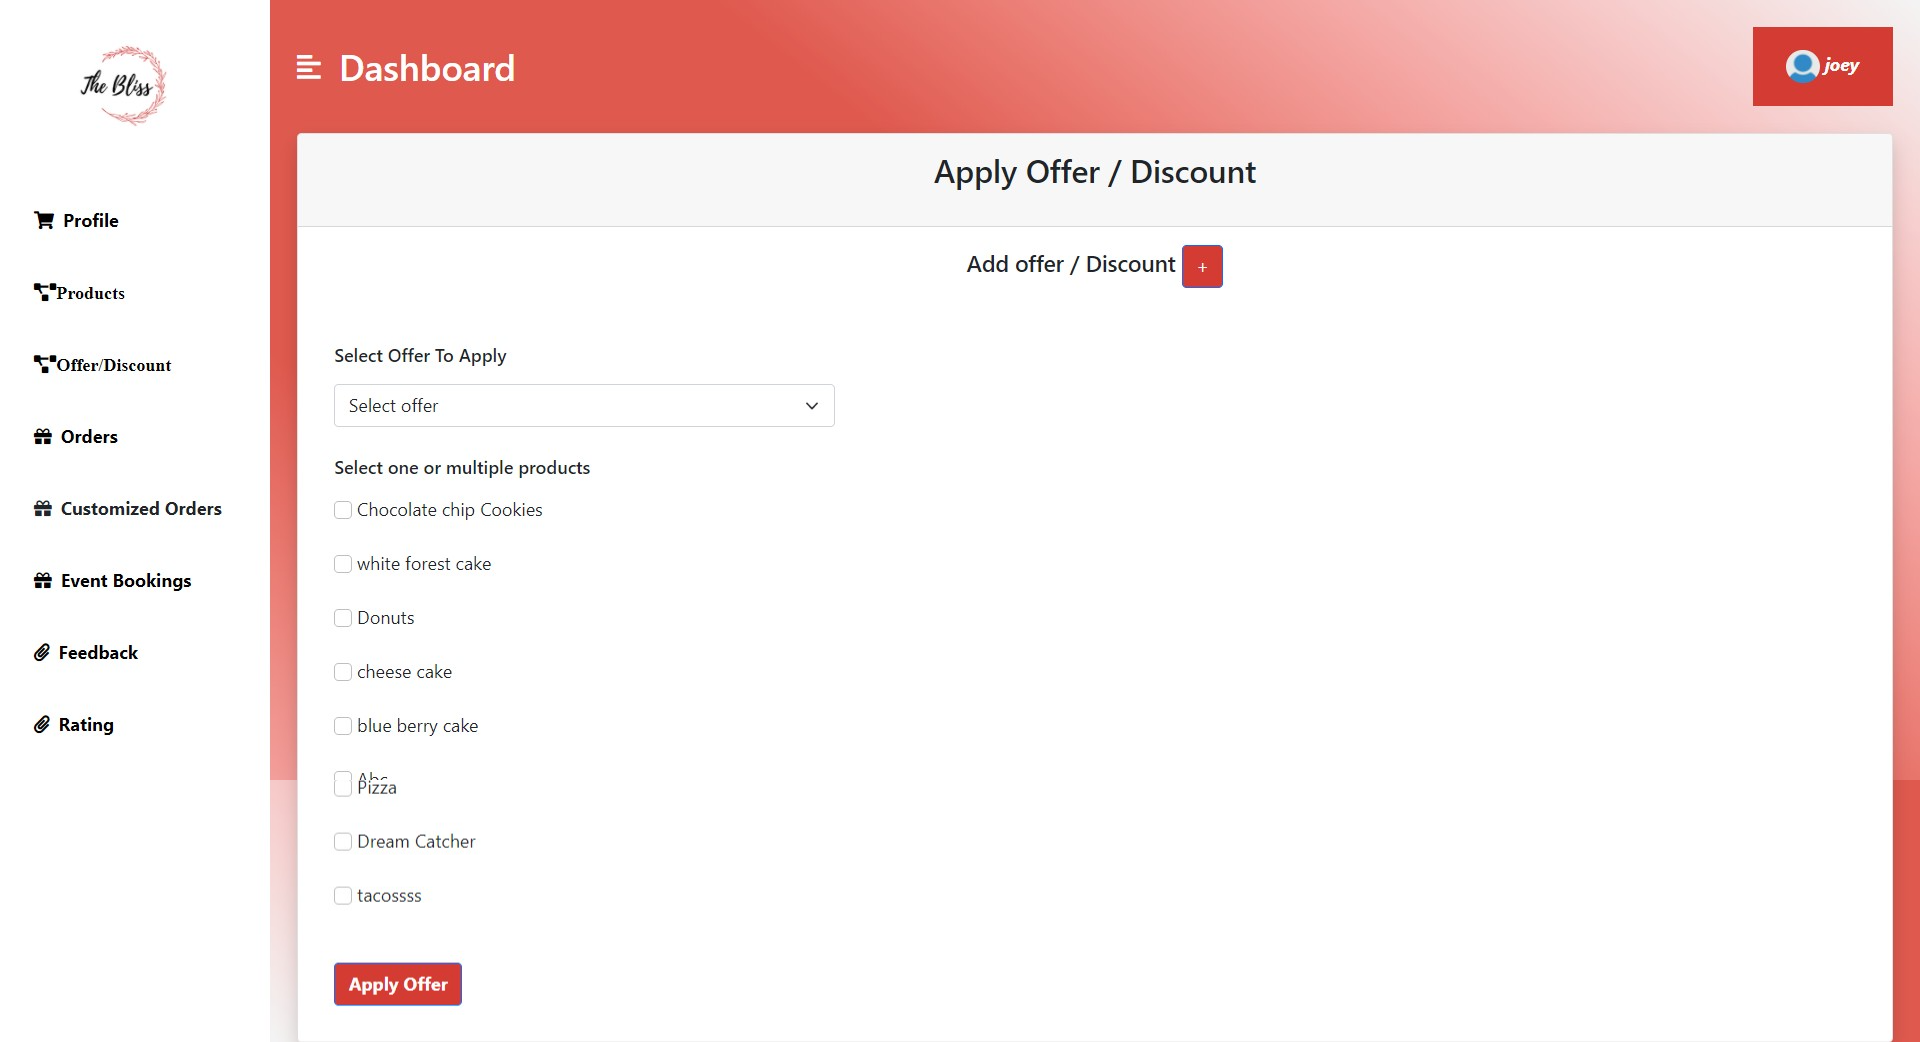 The Bliss
Dashboard
joey
Profile
Products
Offer/Discount
Orders
Customized Orders
Event Bookings
Feedback
Rating
Apply Offer / Discount
Add offer / Discount +
Select Offer To Apply
Select offer
Select one or multiple products
Chocolate chip Cookies
white forest cake
Donuts
cheese cake
blue berry cake
Abc
Pizza
Dream Catcher
tacossss
Apply Offer